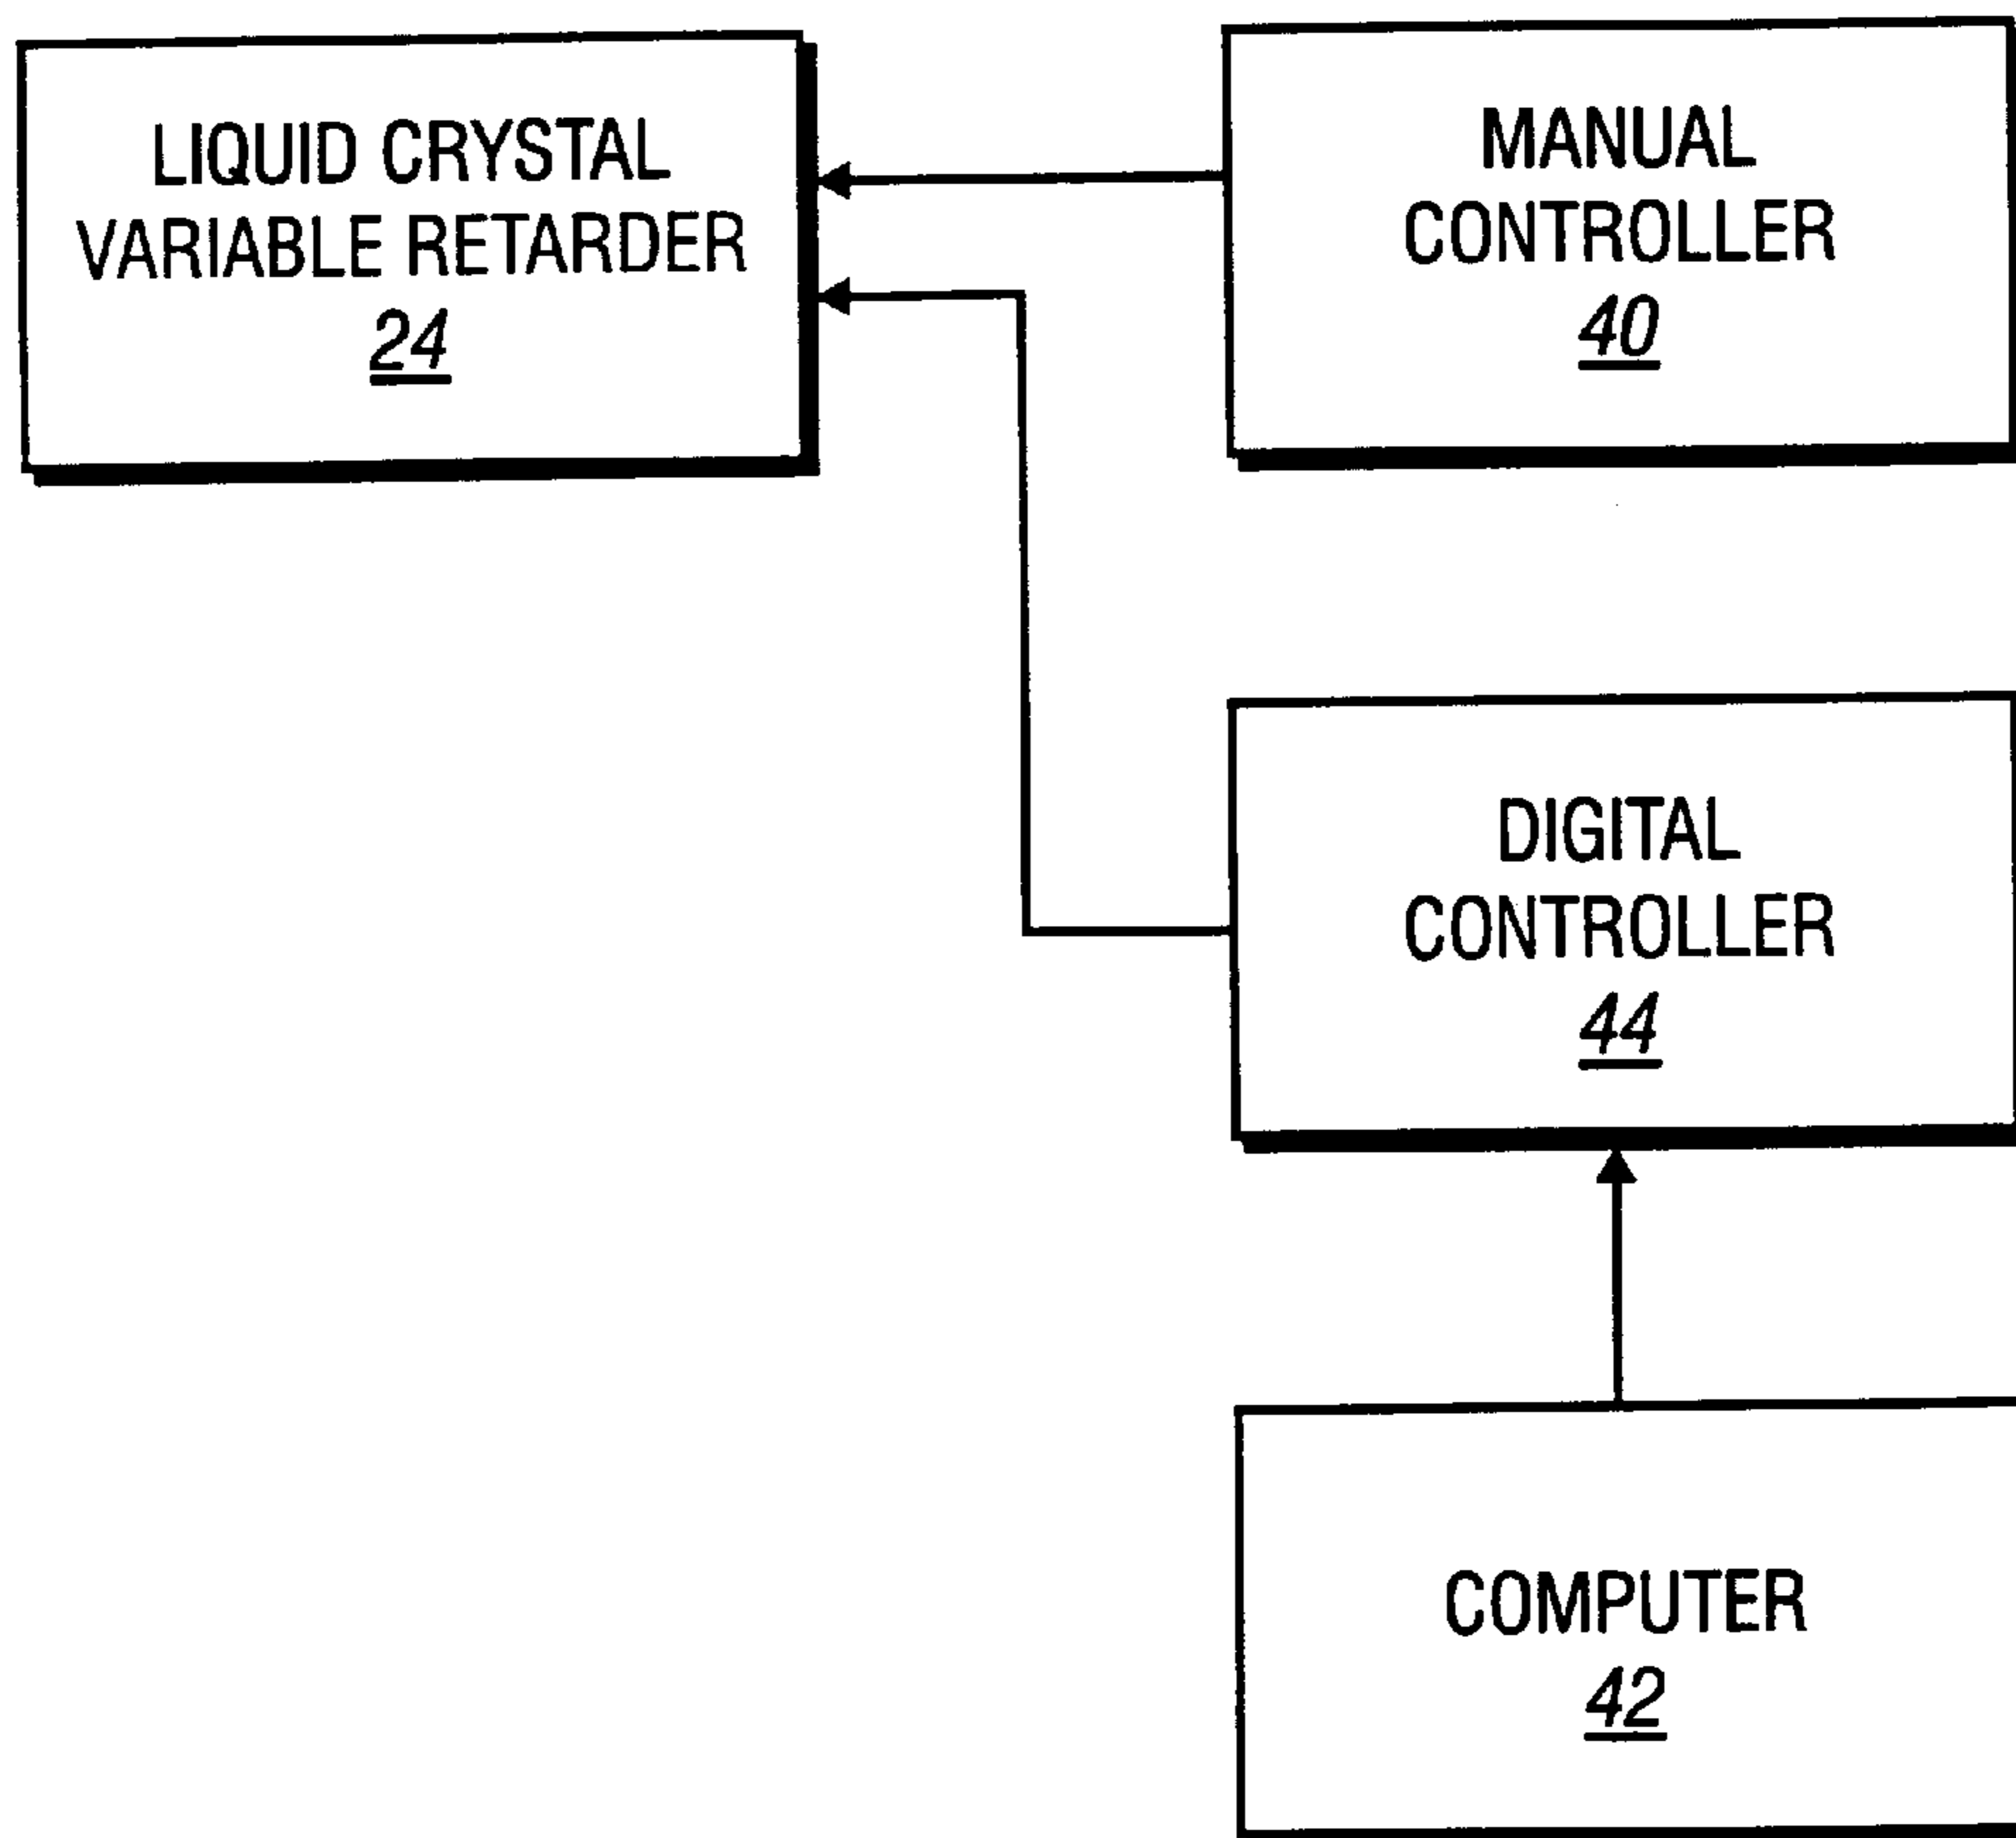 LIQUID CRYSTAL
VARIABLE RETARDER
24
MANUAL
CONTROLLER
40
DIGITAL
CONTROLLER
44
COMPUTER
42